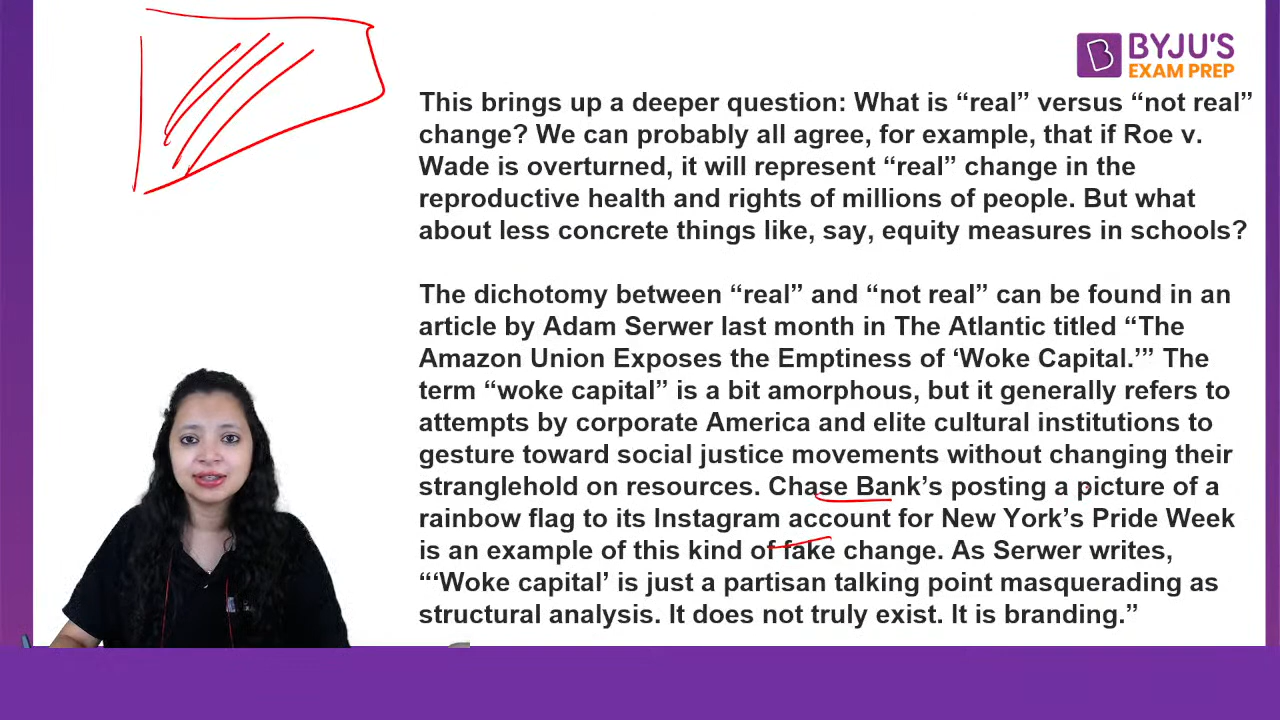 BYJU'S
EXAM PREP
This brings up a deeper question: What is “real” versus “not real”
change? We can probably all agree, for example, that if Roe v.
Wade is overturned, it will represent “real” change in the
reproductive health and rights of millions of people. But what
about less concrete things like, say, equity measures in schools?
The dichotomy between “real” and “not real” can be found in an
article by Adam Serwer last month in The Atlantic titled “The
Amazon Union Exposes the Emptiness of ‘Woke Capital.’” The
term “woke capital” is a bit amorphous, but it generally refers to
attempts by corporate America and elite cultural institutions to
gesture toward social justice movements without changing their
stranglehold on resources. Chase Bank’s posting a picture of a
rainbow flag to its Instagram account for New York’s Pride Week
is an example of this kind of fake change. As Serwer writes,
“‘Woke capital’ is just a partisan talking point masquerading as
structural analysis. It does not truly exist. It is branding.”